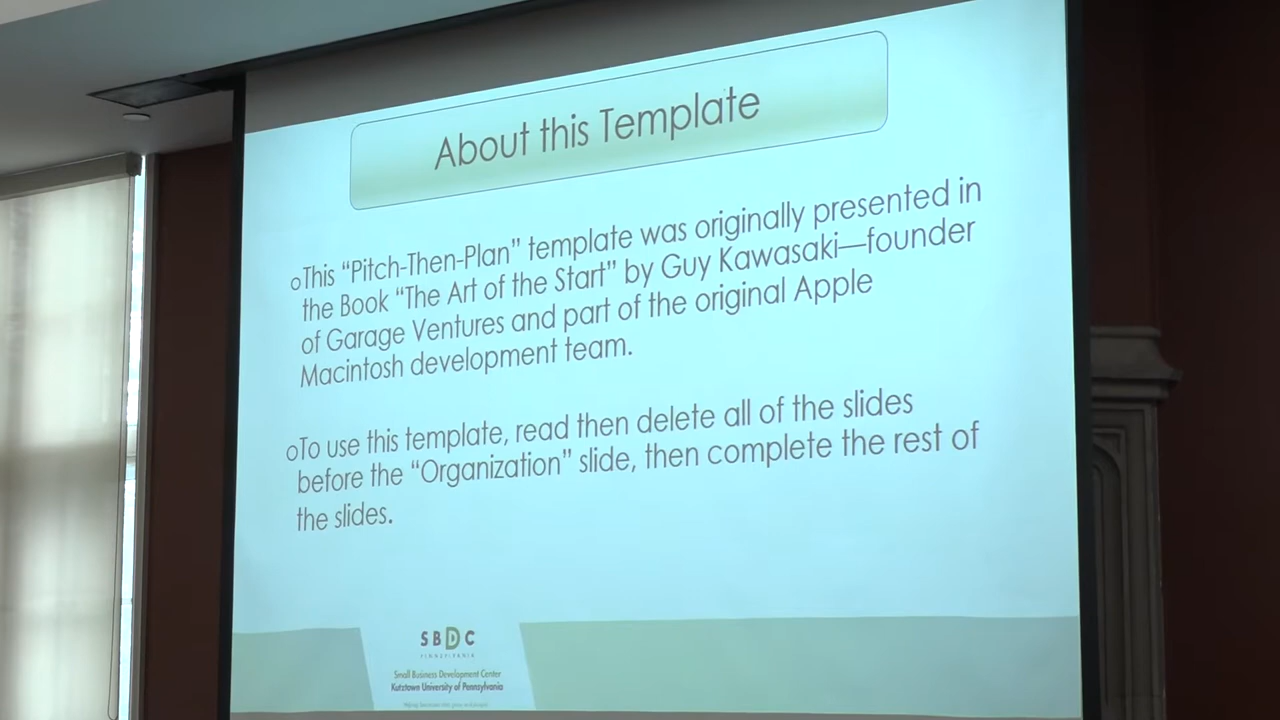 About this Template
oThis “Pitch-Then-Plan” template was originally presented in
the Book “The Art of the Start” by Guy Kawasaki—founder
of Garage Ventures and part of the original Apple
Macintosh development team.
oTo use this template, read then delete all of the slides
before the “Organization” slide, then complete the rest of
the slides.
SBDC
PENNSYLVANIA
Small Business Development Center
Kutztown University of Pennsylvania